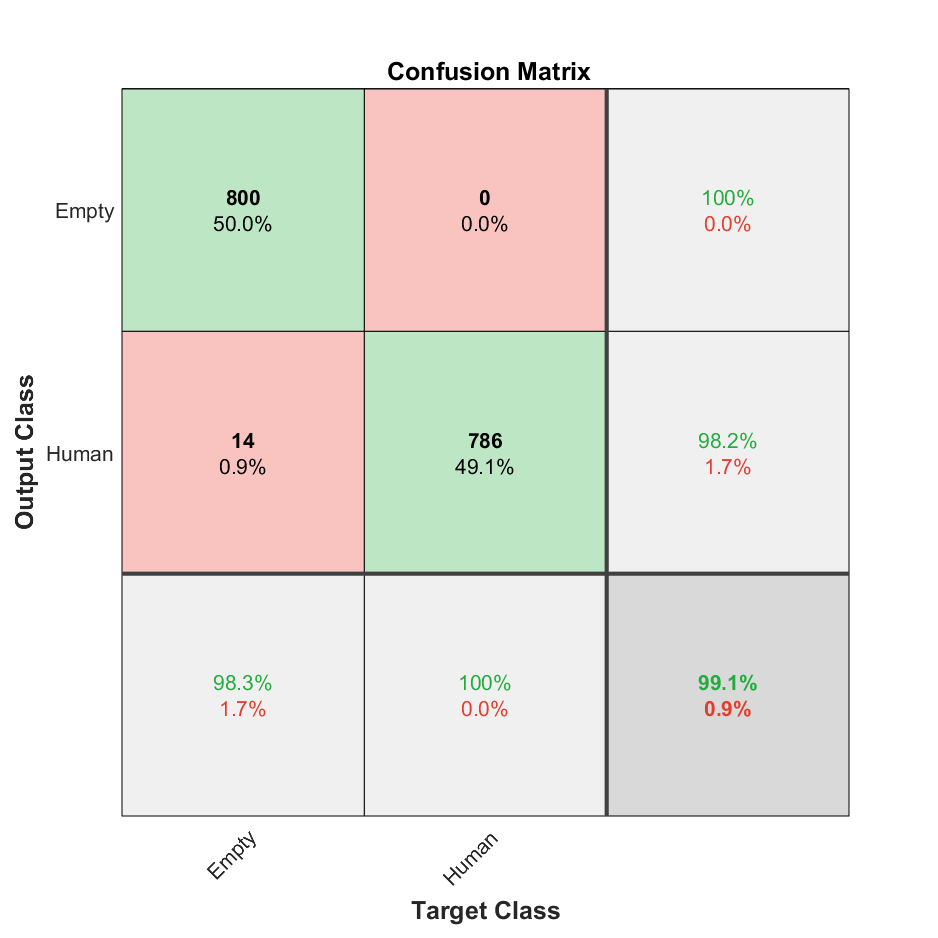 Confusion Matrix
Empty
800
50.0%
0
0.0%
100%
0.0%
Human
14
0.9%
786
49.1%
98.2%
1.7%
98.3%
1.7%
100%
0.0%
99.1%
0.9%
Output Class
Empty
Human
Target Class